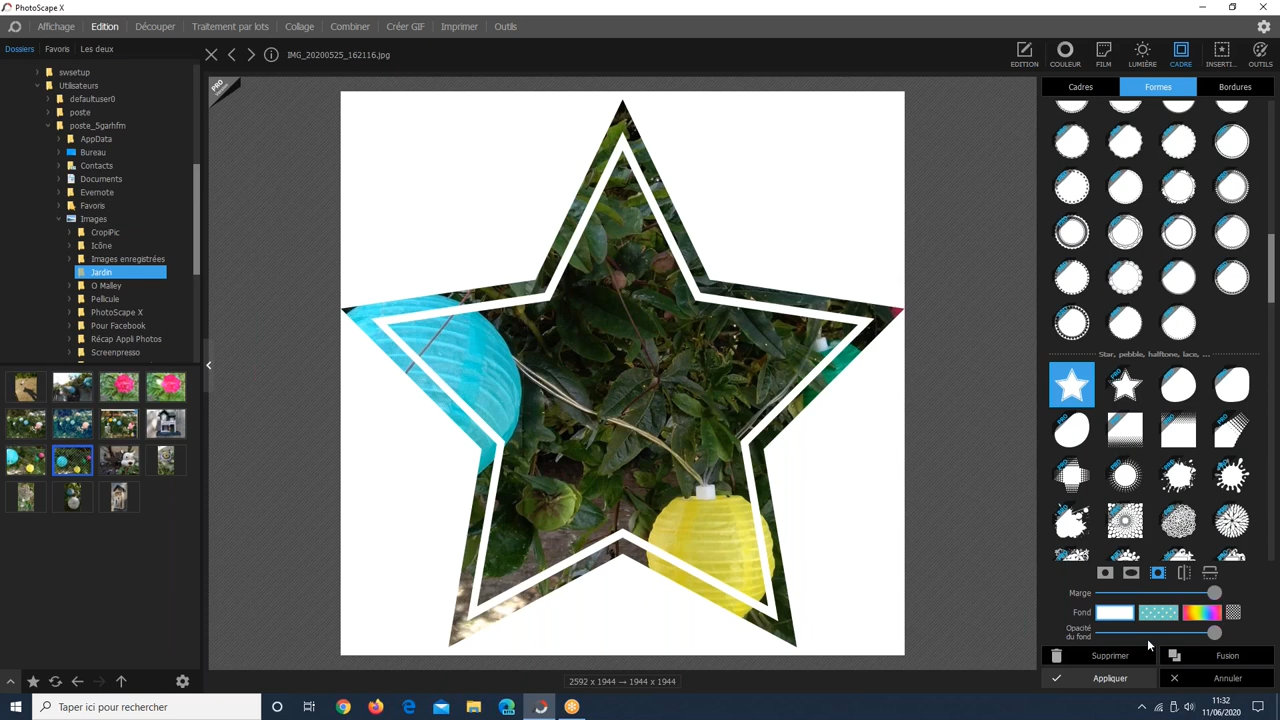 PhotoScape X
Affichage Edition Découper Traitement par lots Collage Combiner Créer GIF Imprimer Outils
Dossiers Favoris Les deux
IMG_20200525_162116.jpg
EDITION COULEUR FILM LUMIÈRE CADRE INSERTI... OUTILS
Cadres Formes Bordures
PRO
swsetup
Utilisateurs
defaultuser0
poste
poste_5garhfm
AppData
Bureau
Contacts
Documents
Evernote
Favoris
Images
CropiPic
Icône
Images enregistrées
Jardin
O Malley
Pellicule
PhotoScape X
Pour Facebook
Récap Appli Photos
Screenpresso
Star, pebble, halftone, lace, ...
Marge
Fond
Opacité
du fond
Supprimer Fusion
Appliquer Annuler
2592 x 1944 → 1944 x 1944
Taper ici pour rechercher
11:32
11/06/2020